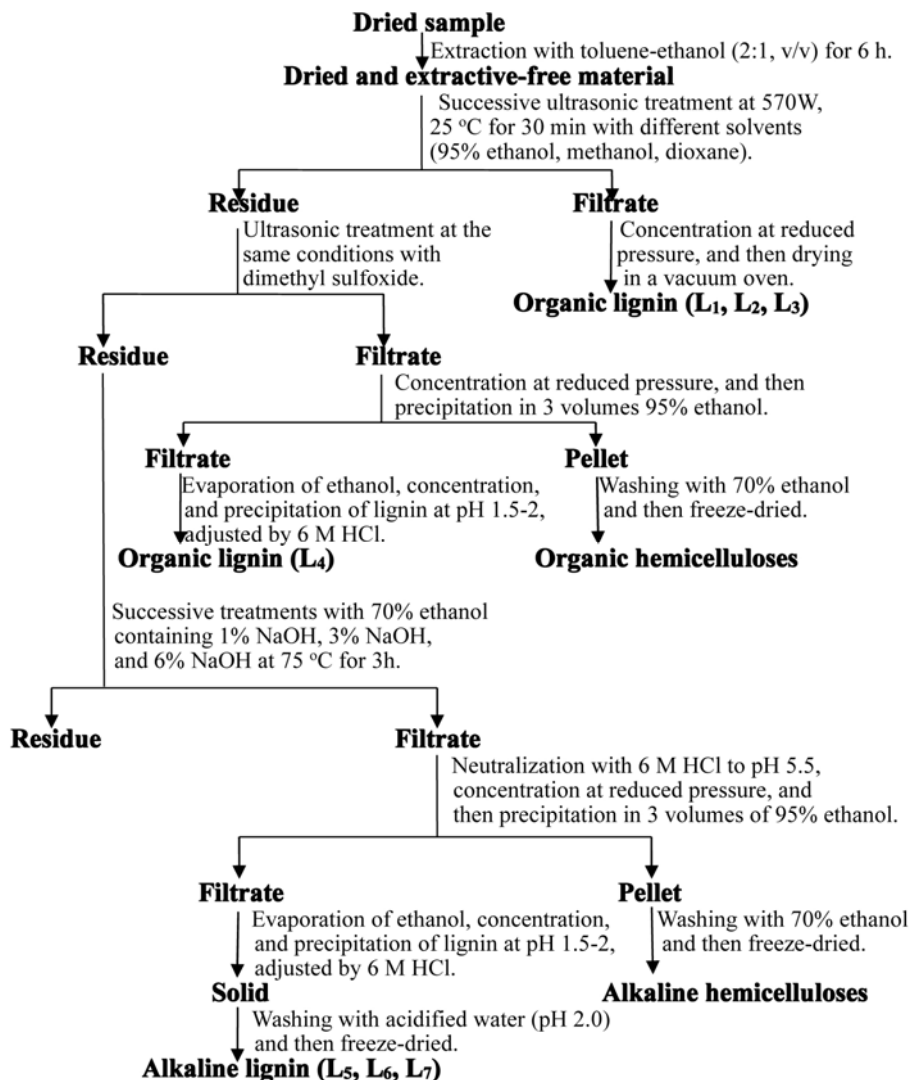 Dried sample
Extraction with toluene-ethanol (2:1, v/v) for 6 h.
Dried and extractive-free material
Successive ultrasonic treatment at 570W,
25 °C for 30 min with different solvents
(95% ethanol, methanol, dioxane).
Residue
Filtrate
Ultrasonic treatment at the
same conditions with
dimethyl sulfoxide.
Concentration at reduced
pressure, and then drying
in a vacuum oven.
Organic lignin (L₁, L₂, L₃)
Residue
Filtrate
Concentration at reduced pressure, and then
precipitation in 3 volumes 95% ethanol.
Filtrate
Pellet
Evaporation of ethanol, concentration,
and precipitation of lignin at pH 1.5-2,
adjusted by 6 M HCl.
Washing with 70% ethanol
and then freeze-dried.
Organic lignin (L₄)
Organic hemicelluloses
Successive treatments with 70% ethanol
containing 1% NaOH, 3% NaOH,
and 6% NaOH at 75 °C for 3h.
Residue
Filtrate
Neutralization with 6 M HCl to pH 5.5,
concentration at reduced pressure, and
then precipitation in 3 volumes of 95% ethanol.
Filtrate
Pellet
Evaporation of ethanol, concentration,
and precipitation of lignin at pH 1.5-2,
adjusted by 6 M HCl.
Washing with 70% ethanol
and then freeze-dried.
Solid
Alkaline hemicelluloses
Washing with acidified water (pH 2.0)
and then freeze-dried.
Alkaline lignin (L₅, L₆, L₇)